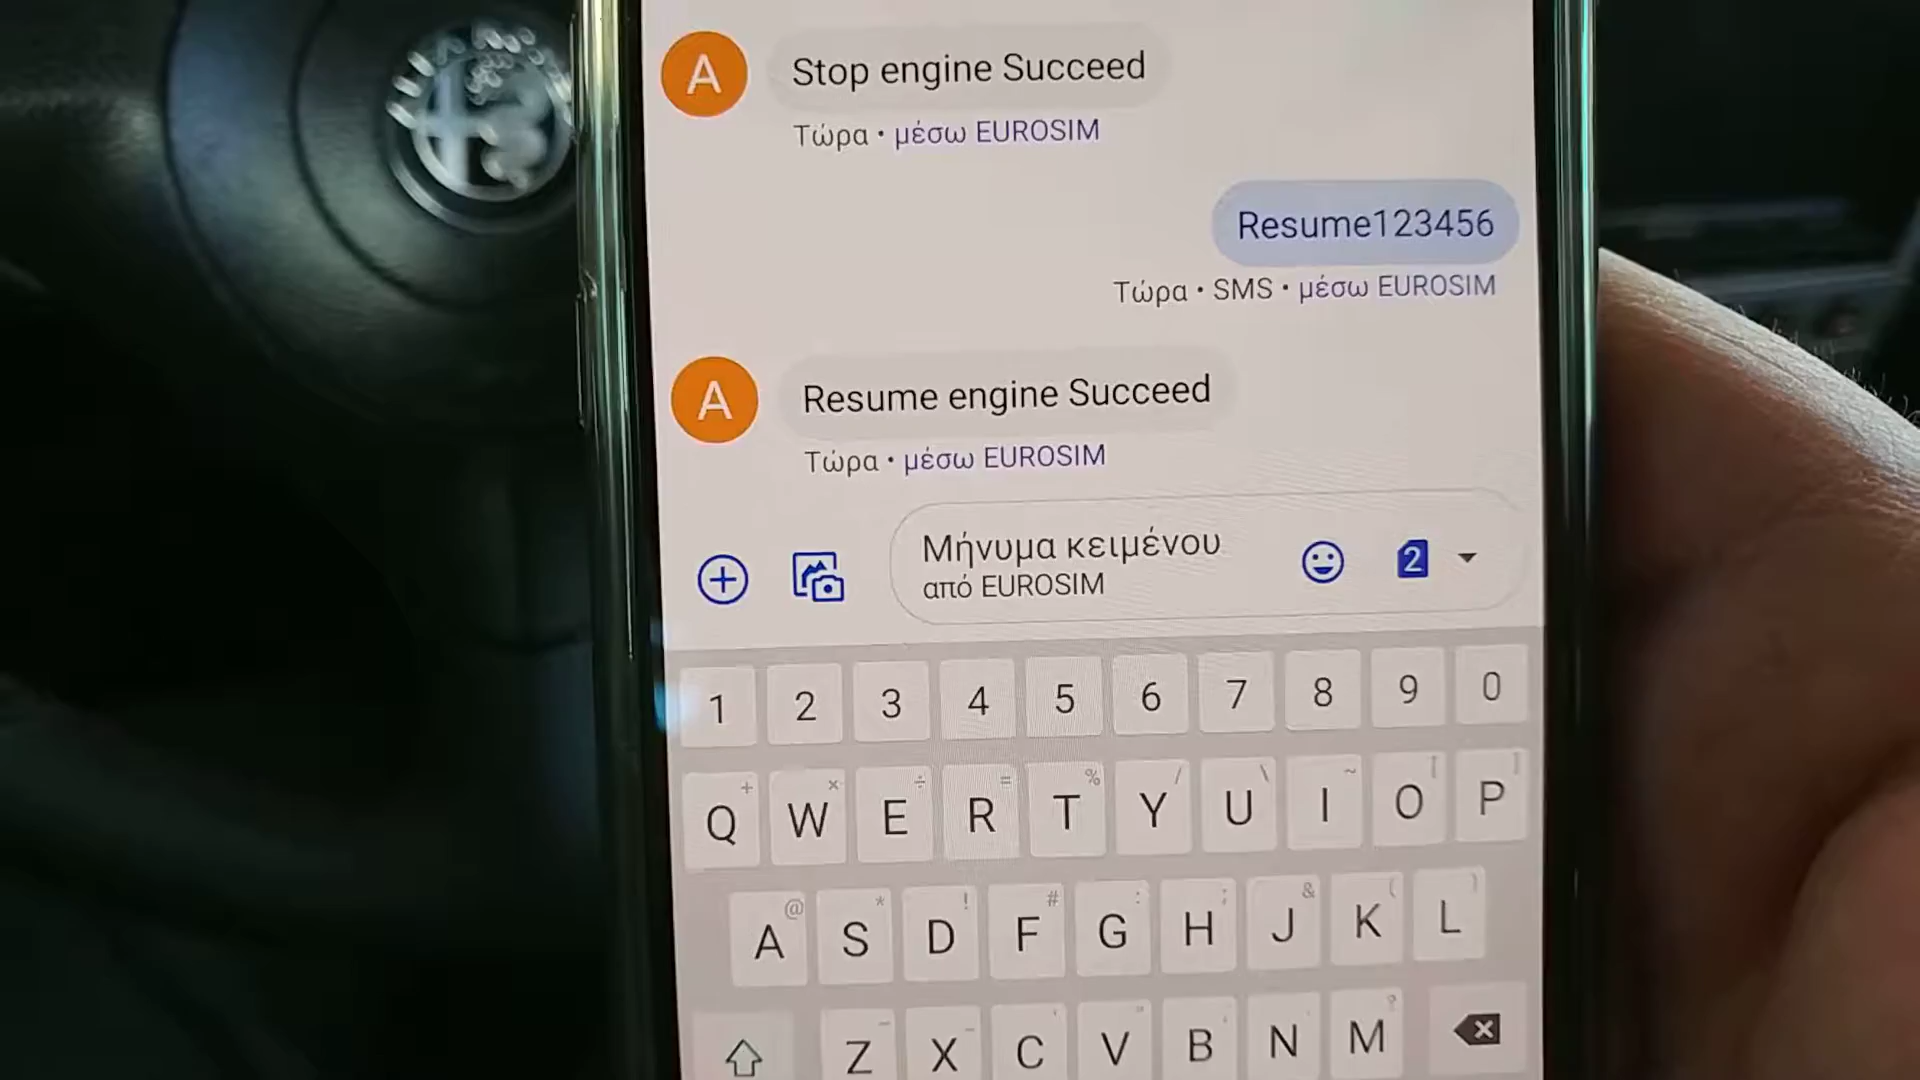 A
Stop engine Succeed
Τώρα • μέσω EUROSIM
Resume123456
Τώρα • SMS • μέσω EUROSIM
A
Resume engine Succeed
Τώρα • μέσω EUROSIM
Μήνυμα κειμένου
από EUROSIM
2
1 2 3 4 5 6 7 8 9 0
+ × ÷ = % / \ ~ [ ]
Q W E R T Y U I O P
@ * ! # : ; & ( )
A S D F G H J K L
Z X C V B N M ?